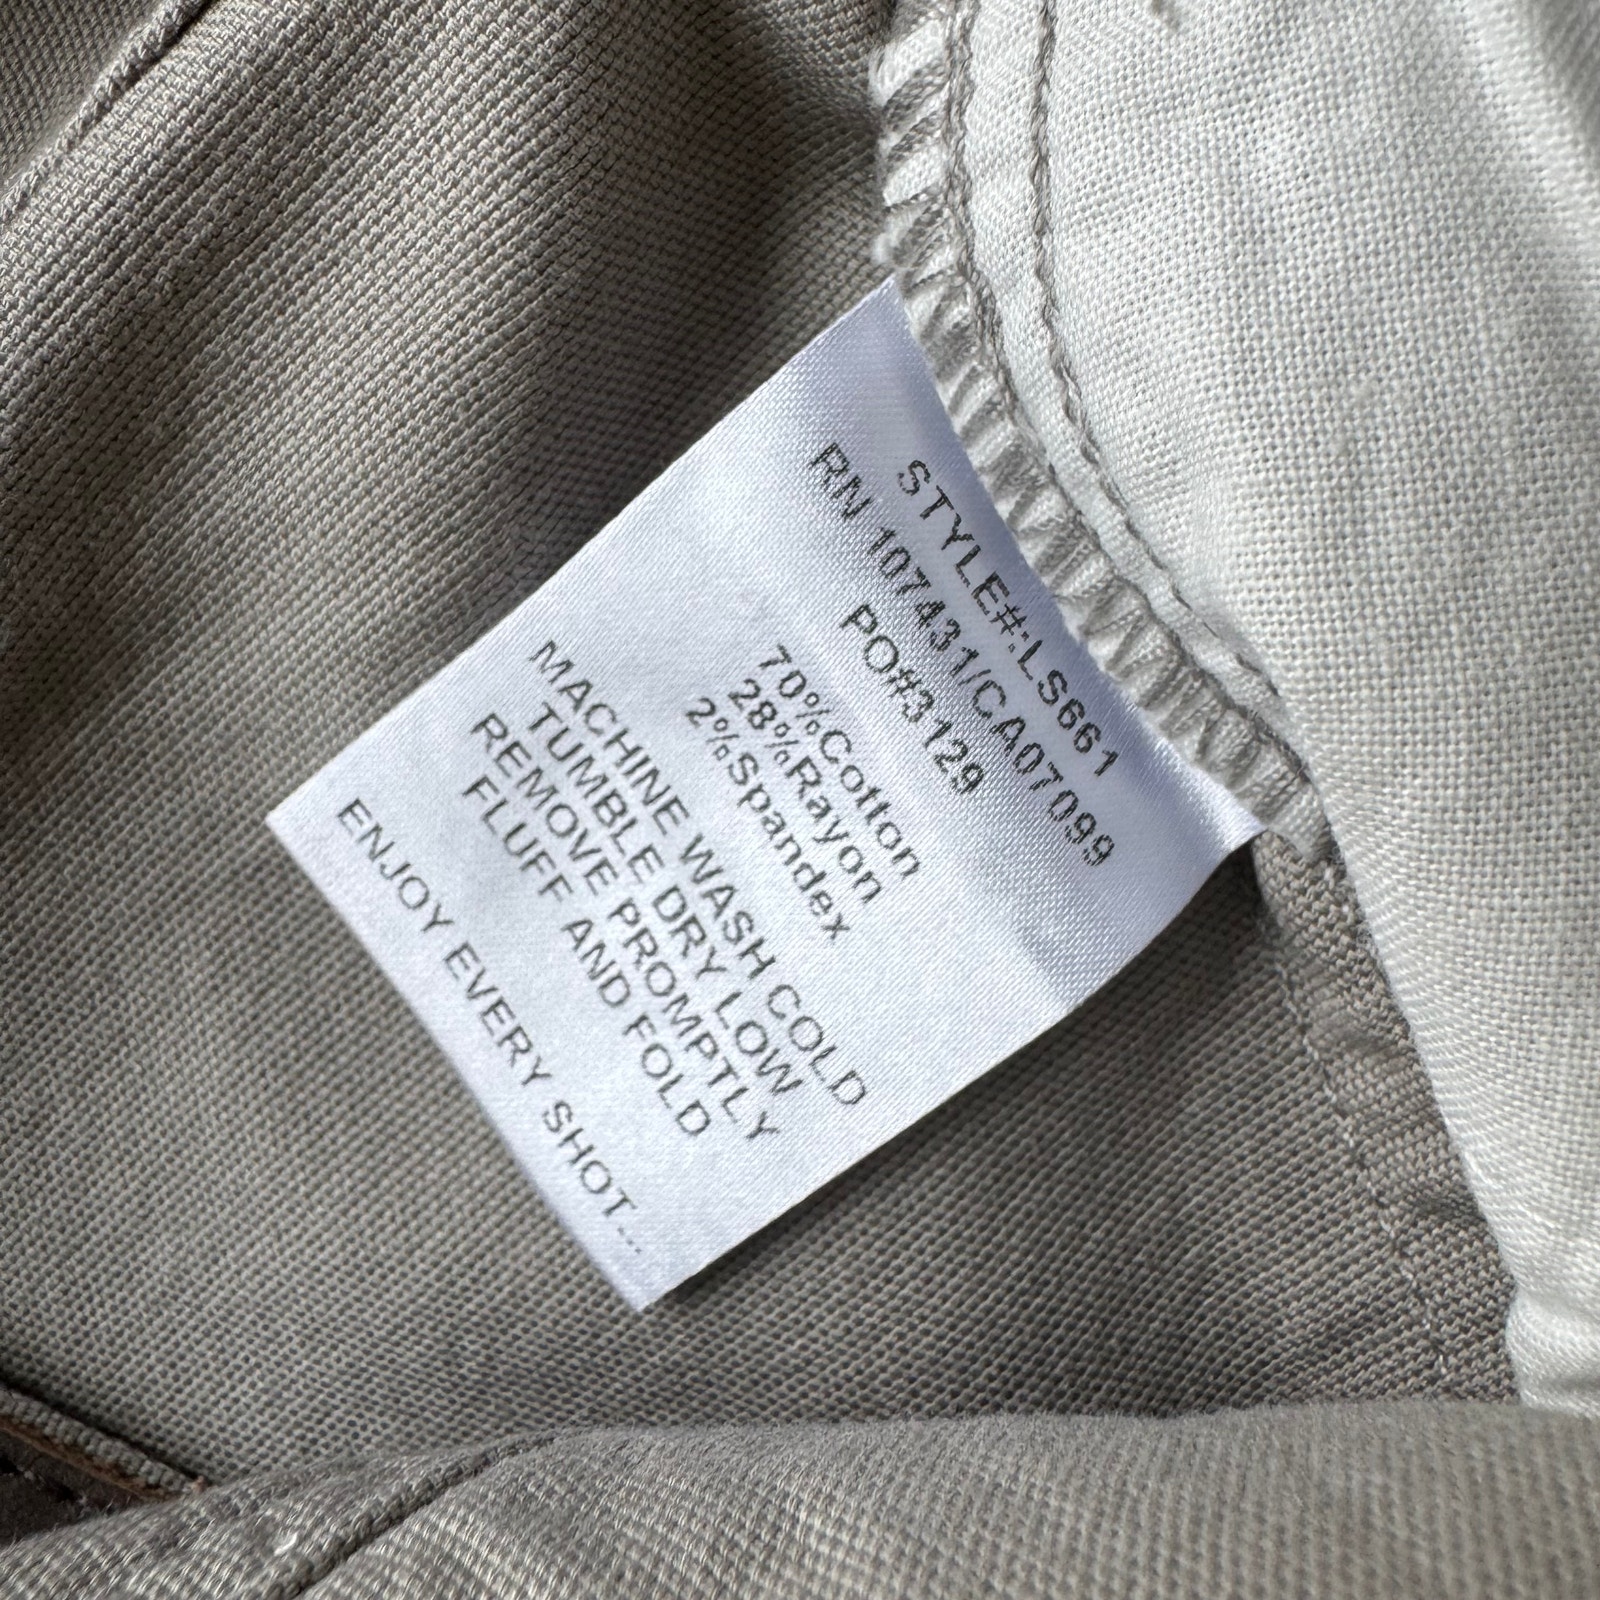 STYLE#:LS661
RN 107431/CA07099
PO#3129
70%Cotton
28%Rayon
2%Spandex
MACHINE WASH COLD
TUMBLE DRY LOW
REMOVE PROMPTLY
FLUFF AND FOLD
ENJOY EVERY SHOT...